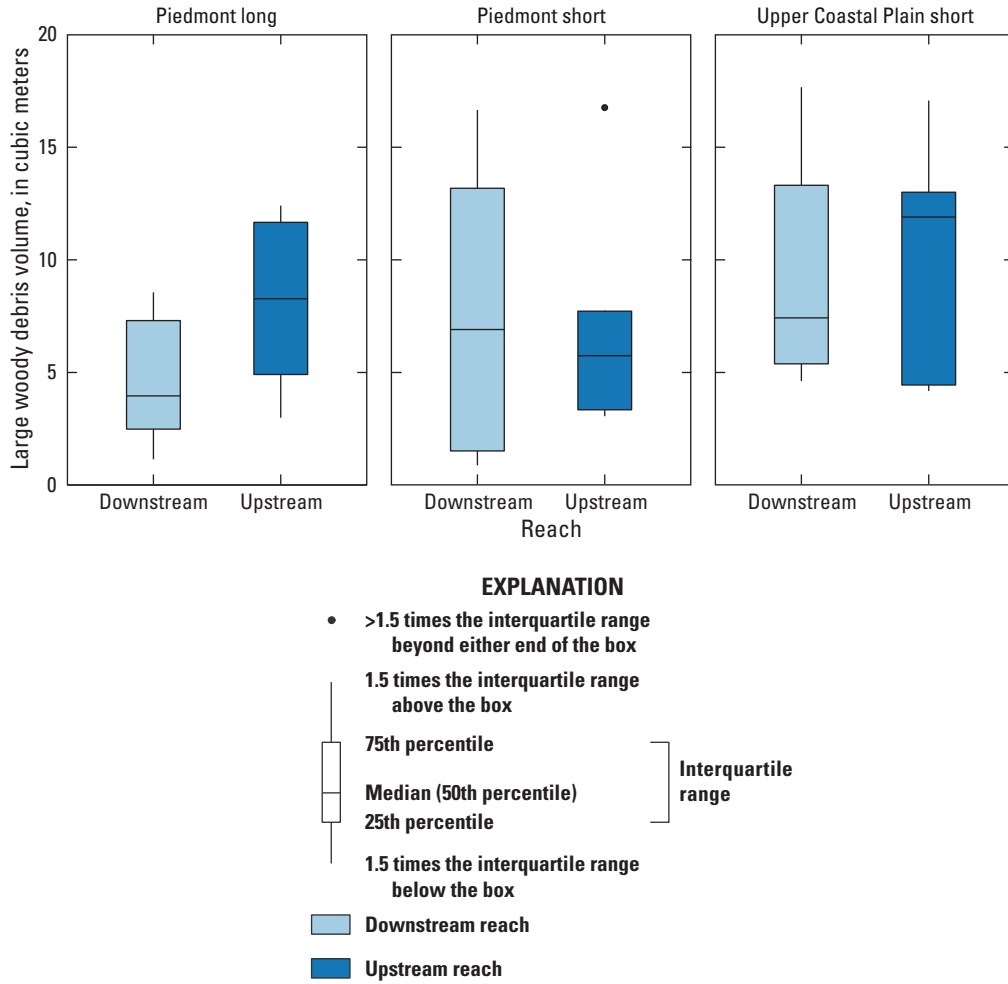 Piedmont long
Piedmont short
Upper Coastal Plain short
Large woody debris volume, in cubic meters
20
15
10
5
0
Downstream
Upstream
Downstream
Upstream
Downstream
Upstream
Reach
EXPLANATION
>1.5 times the interquartile range
beyond either end of the box
1.5 times the interquartile range
above the box
75th percentile
Median (50th percentile)
25th percentile
Interquartile
range
1.5 times the interquartile range
below the box
Downstream reach
Upstream reach